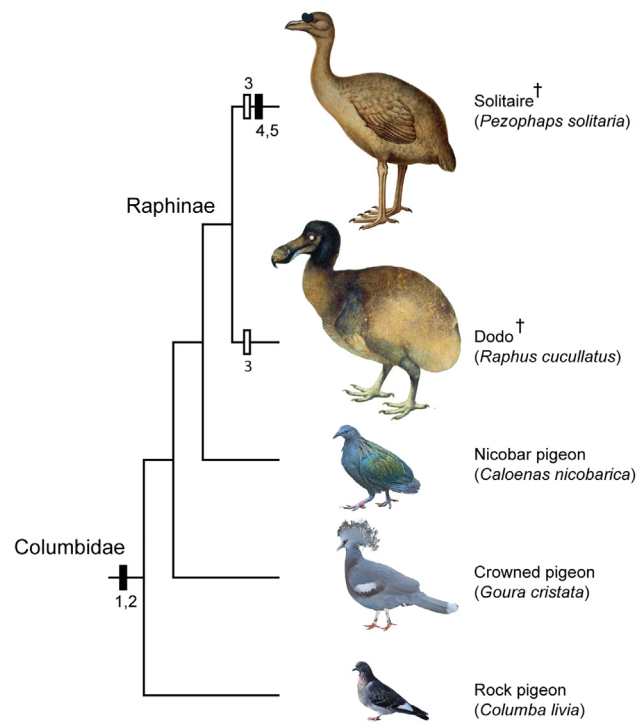 3
4,5
Solitaire†
(Pezophaps solitaria)
Raphinae
3
Dodo†
(Raphus cucullatus)
Nicobar pigeon
(Caloenas nicobarica)
Columbidae
1,2
Crowned pigeon
(Goura cristata)
Rock pigeon
(Columba livia)